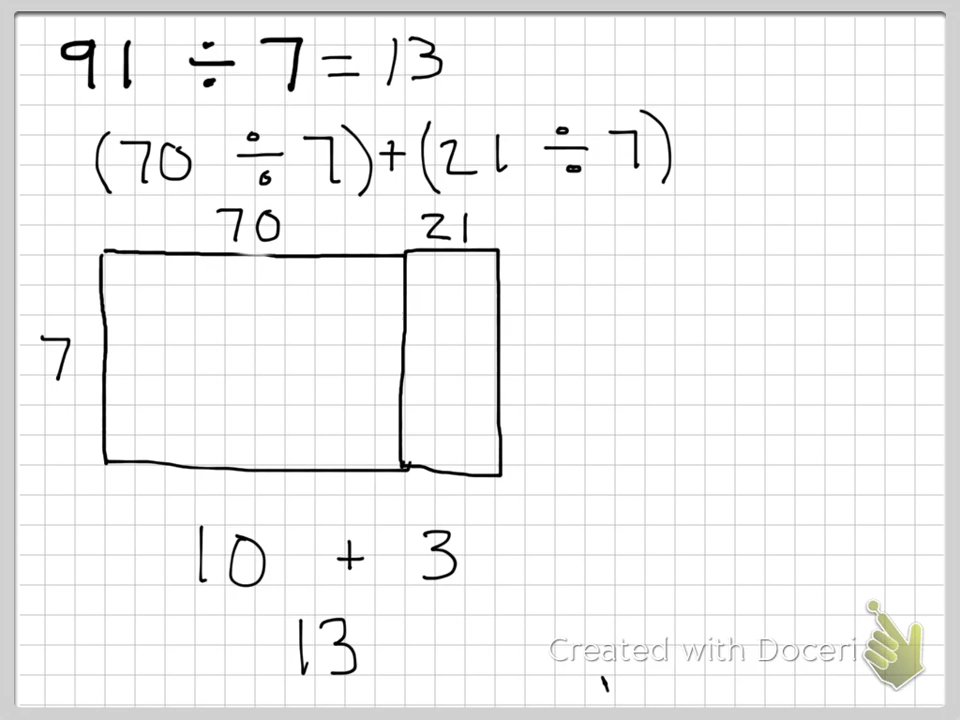 91 ÷ 7 = 13
(70 ÷ 7) + (21 ÷ 7)
70 21
7
10 + 3
13
Created with Doceri